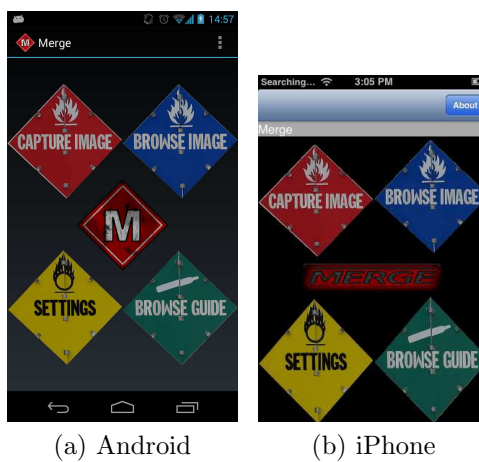 14:57
M Merge
CAPTURE IMAGE BROWSE IMAGE
M
SETTINGS BROWSE GUIDE
(a) Android
Searching... 3:05 PM
About
Merge
CAPTURE IMAGE BROWSE IMAGE
MERGE
SETTINGS BROWSE GUIDE
(b) iPhone